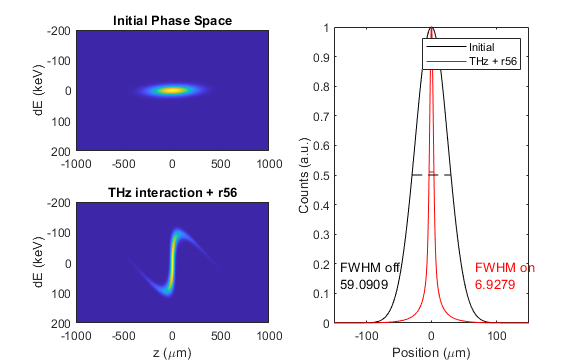 Initial Phase Space
-200
-100
0
100
200
dE (keV)
-1000 -500 0 500 1000
THz interaction + r56
-200
-100
0
100
200
dE (keV)
-1000 -500 0 500 1000
z (μm)
1
0.9
0.8
0.7
0.6
0.5
0.4
0.3
0.2
0.1
0
Counts (a.u.)
Initial
THz + r56
FWHM off
59.0909
FWHM on
6.9279
-100 0 100
Position (μm)